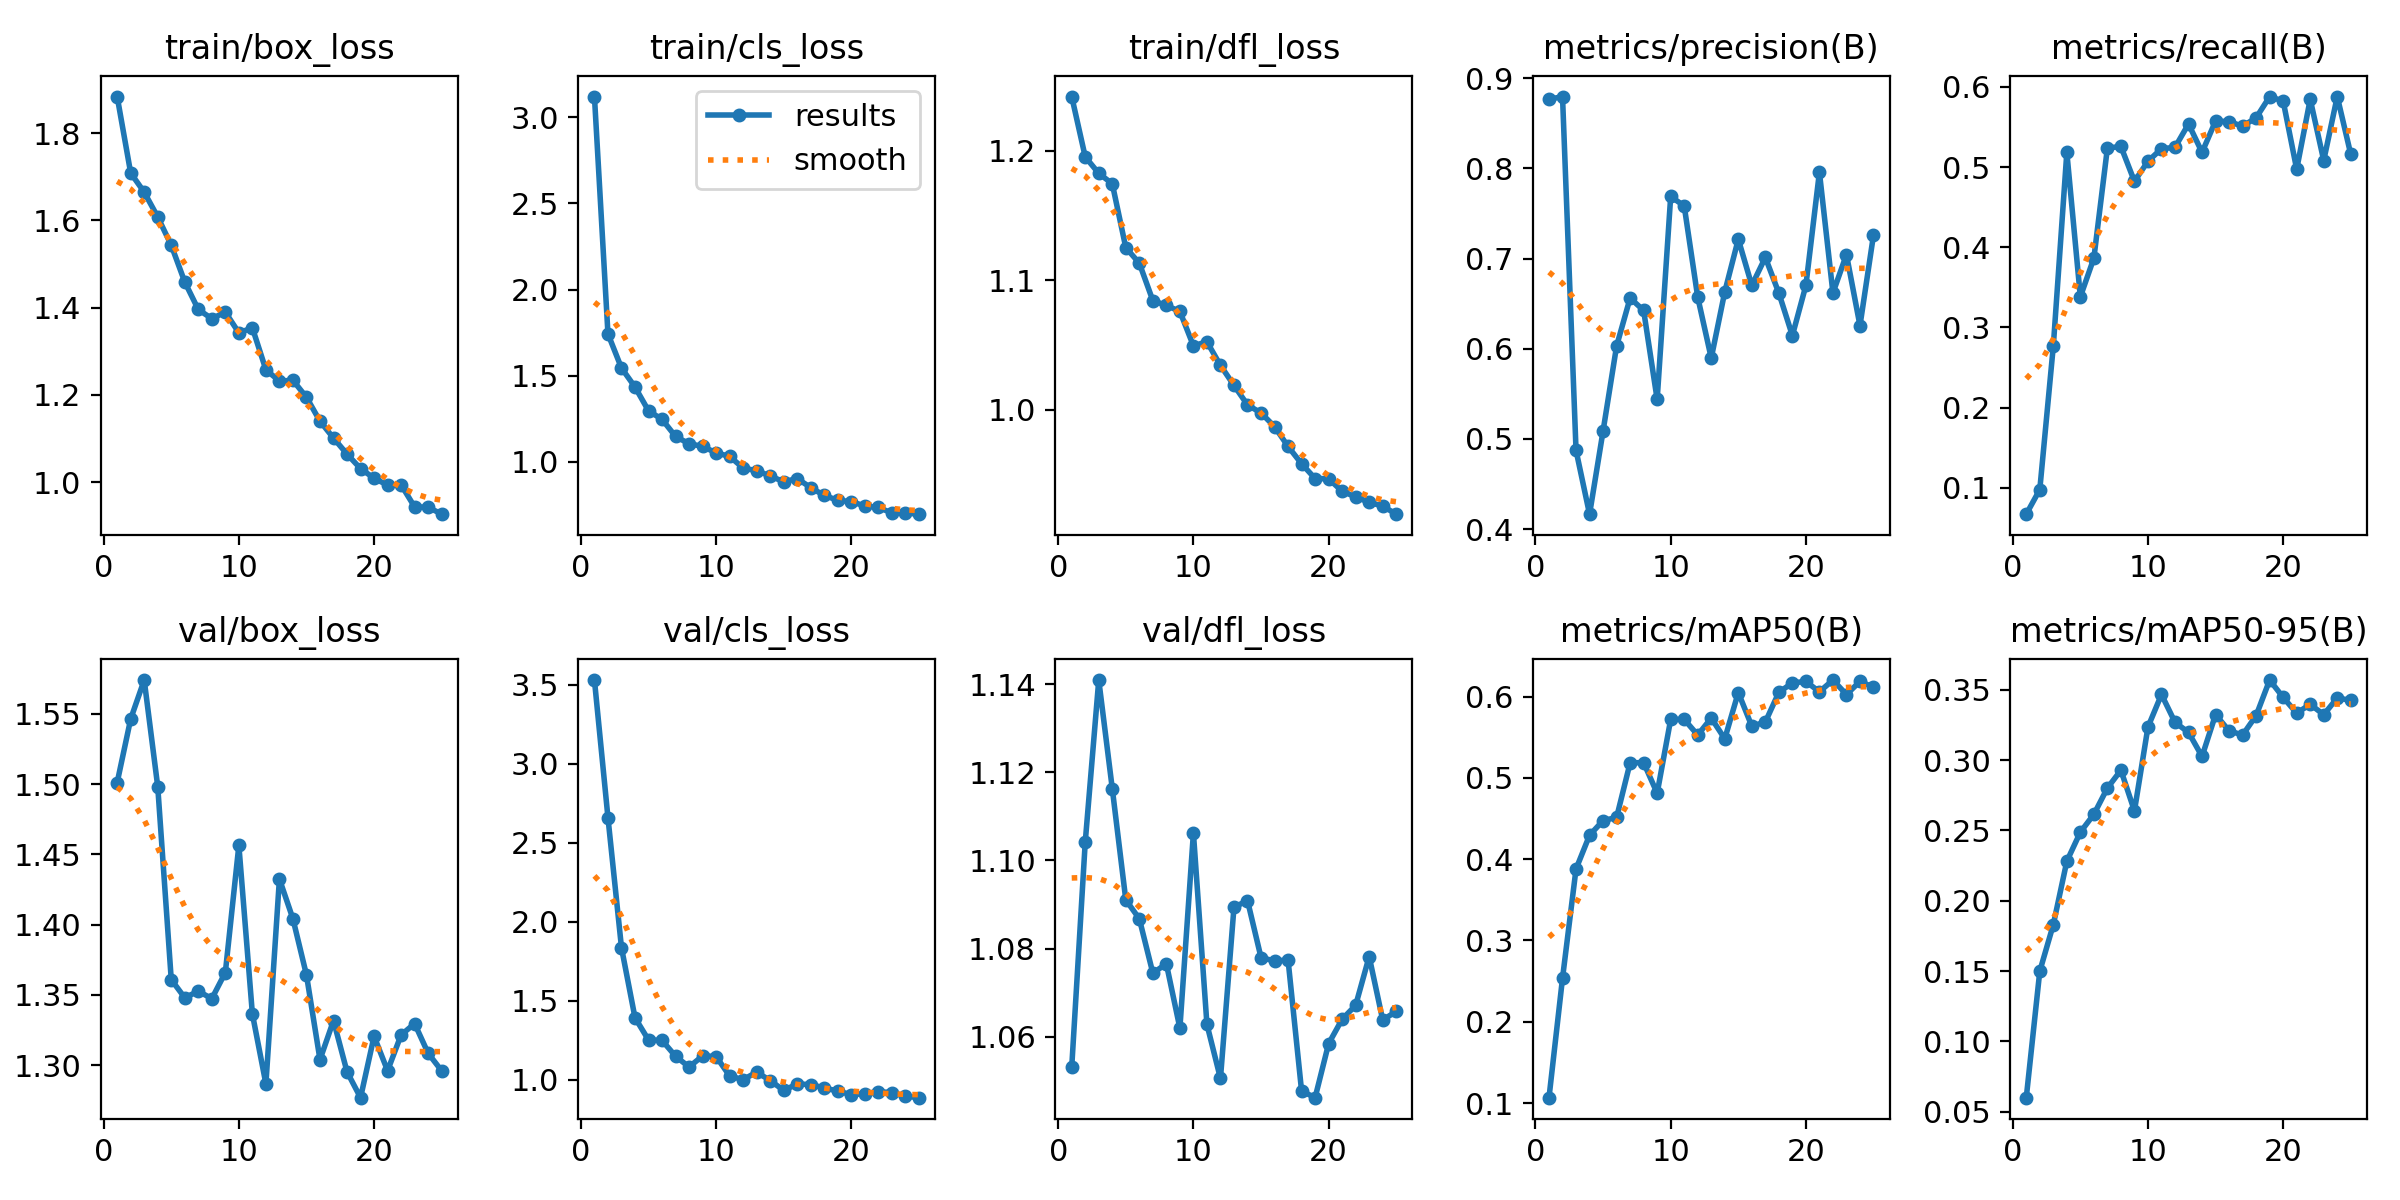 train/box_loss
1.8
1.6
1.4
1.2
1.0
0 10 20
train/cls_loss
results
smooth
3.0
2.5
2.0
1.5
1.0
0 10 20
train/dfl_loss
1.2
1.1
1.0
0 10 20
metrics/precision(B)
0.9
0.8
0.7
0.6
0.5
0.4
0 10 20
metrics/recall(B)
0.6
0.5
0.4
0.3
0.2
0.1
0 10 20
val/box_loss
1.55
1.50
1.45
1.40
1.35
1.30
0 10 20
val/cls_loss
3.5
3.0
2.5
2.0
1.5
1.0
0 10 20
val/dfl_loss
1.14
1.12
1.10
1.08
1.06
0 10 20
metrics/mAP50(B)
0.6
0.5
0.4
0.3
0.2
0.1
0 10 20
metrics/mAP50-95(B)
0.35
0.30
0.25
0.20
0.15
0.10
0.05
0 10 20